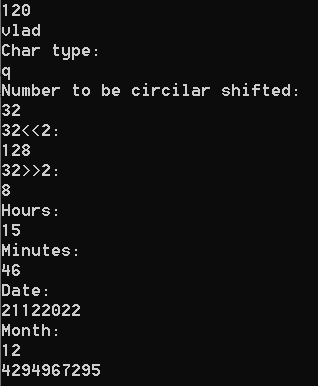 120
vlad
Char type:
q
Number to be circilar shifted:
32
32<<2:
128
32>>2:
8
Hours:
15
Minutes:
46
Date:
21122022
Month:
12
4294967295